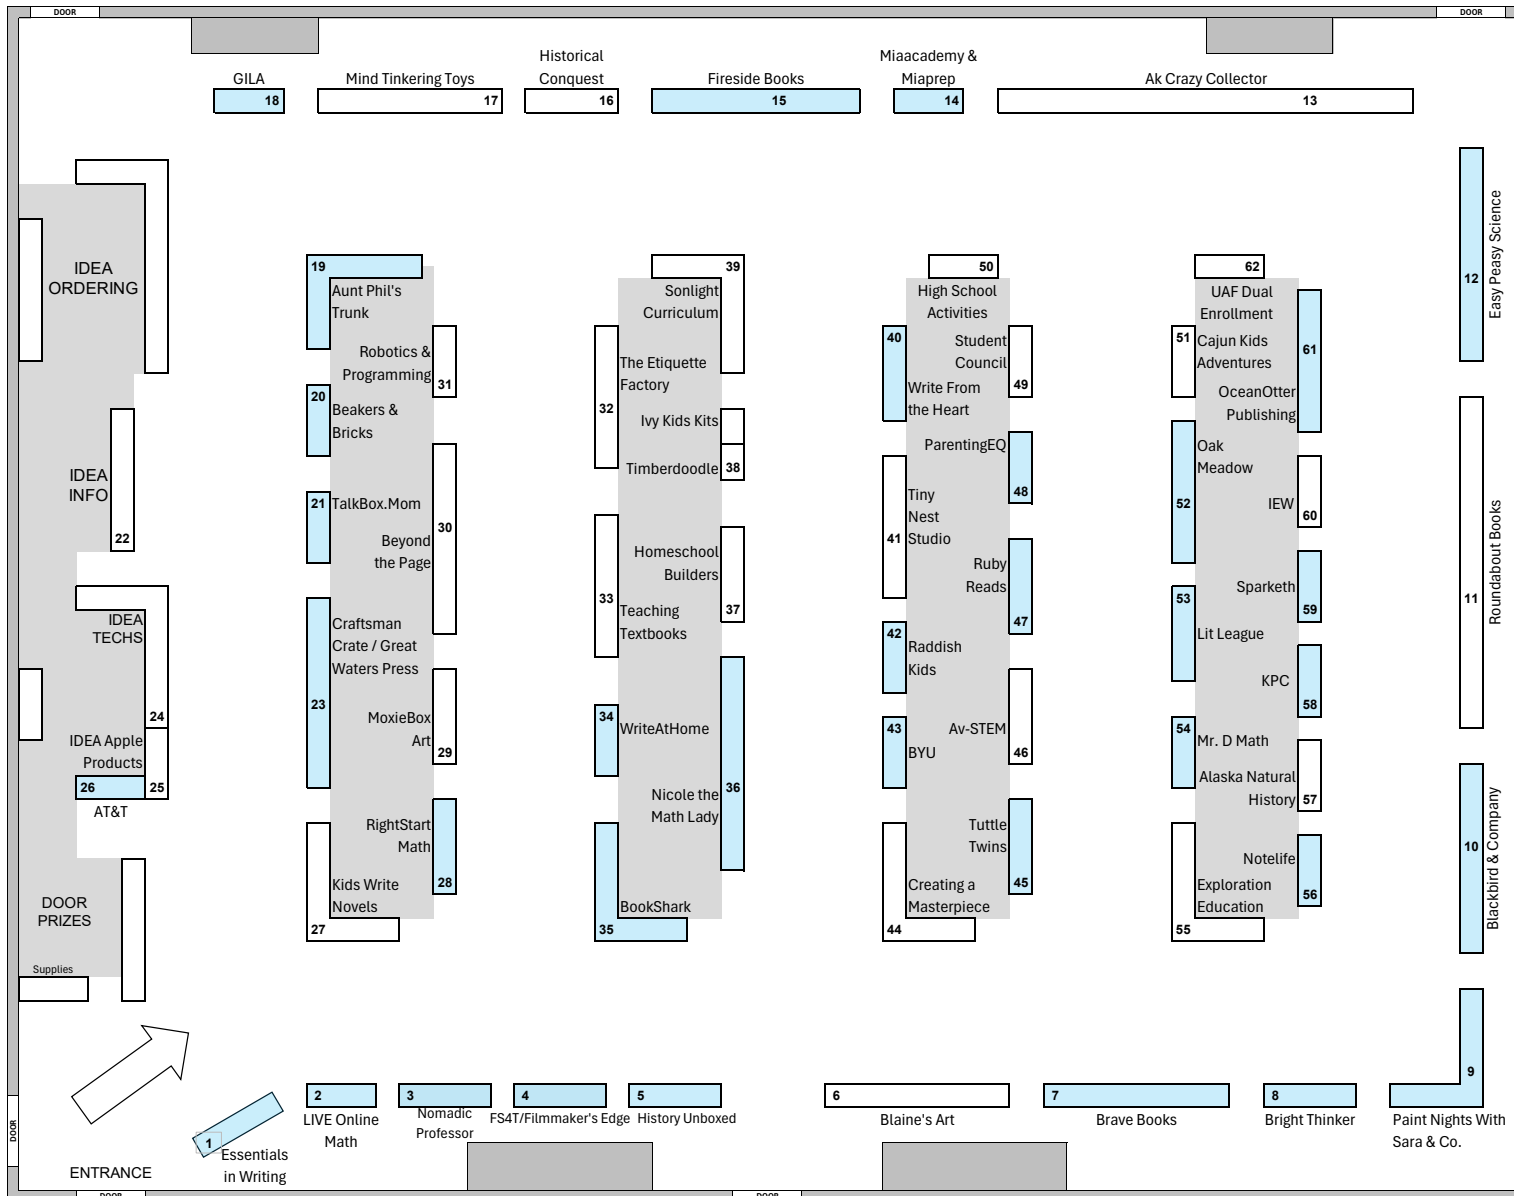 DOOR
DOOR
Historical
Conquest
Miaacademy &
Miaprep
GILA
Mind Tinkering Toys
Fireside Books
Ak Crazy Collector
18
17
16
15
14
13
IDEA
ORDERING
IDEA
INFO
22
IDEA
TECHS
24
IDEA Apple
Products
26
25
AT&T
DOOR
PRIZES
Supplies
19
Aunt Phil's
Trunk
Robotics &
Programming
31
20
Beakers &
Bricks
21
TalkBox.Mom
30
Beyond
the Page
Craftsman
Crate / Great
Waters Press
23
MoxieBox
Art
29
RightStart
Math
28
Kids Write
Novels
27
39
Sonlight
Curriculum
The Etiquette
Factory
32
Ivy Kids Kits
Timberdoodle
38
Homeschool
Builders
37
33
Teaching
Textbooks
34
WriteAtHome
36
Nicole the
Math Lady
BookShark
35
50
High School
Activities
40
Student
Council
49
Write From
the Heart
ParentingEQ
48
Tiny
Nest
Studio
41
Ruby
Reads
47
42
Raddish
Kids
43
BYU
Av-STEM
46
Tuttle
Twins
45
Creating a
Masterpiece
44
62
UAF Dual
Enrollment
51
Cajun Kids
Adventures
61
OceanOtter
Publishing
Oak
Meadow
52
IEW
60
Sparketh
59
53
Lit League
KPC
58
54
Mr. D Math
Alaska Natural
History
57
Notelife
56
Exploration
Education
55
12
Easy Peasy Science
11
Roundabout Books
10
Blackbird & Company
9
Paint Nights With
Sara & Co.
DOOR
ENTRANCE
1
Essentials
in Writing
2
LIVE Online
Math
3
Nomadic
Professor
4
FS4T/Filmmaker's Edge
5
History Unboxed
6
Blaine's Art
7
Brave Books
8
Bright Thinker
DOOR
DOOR